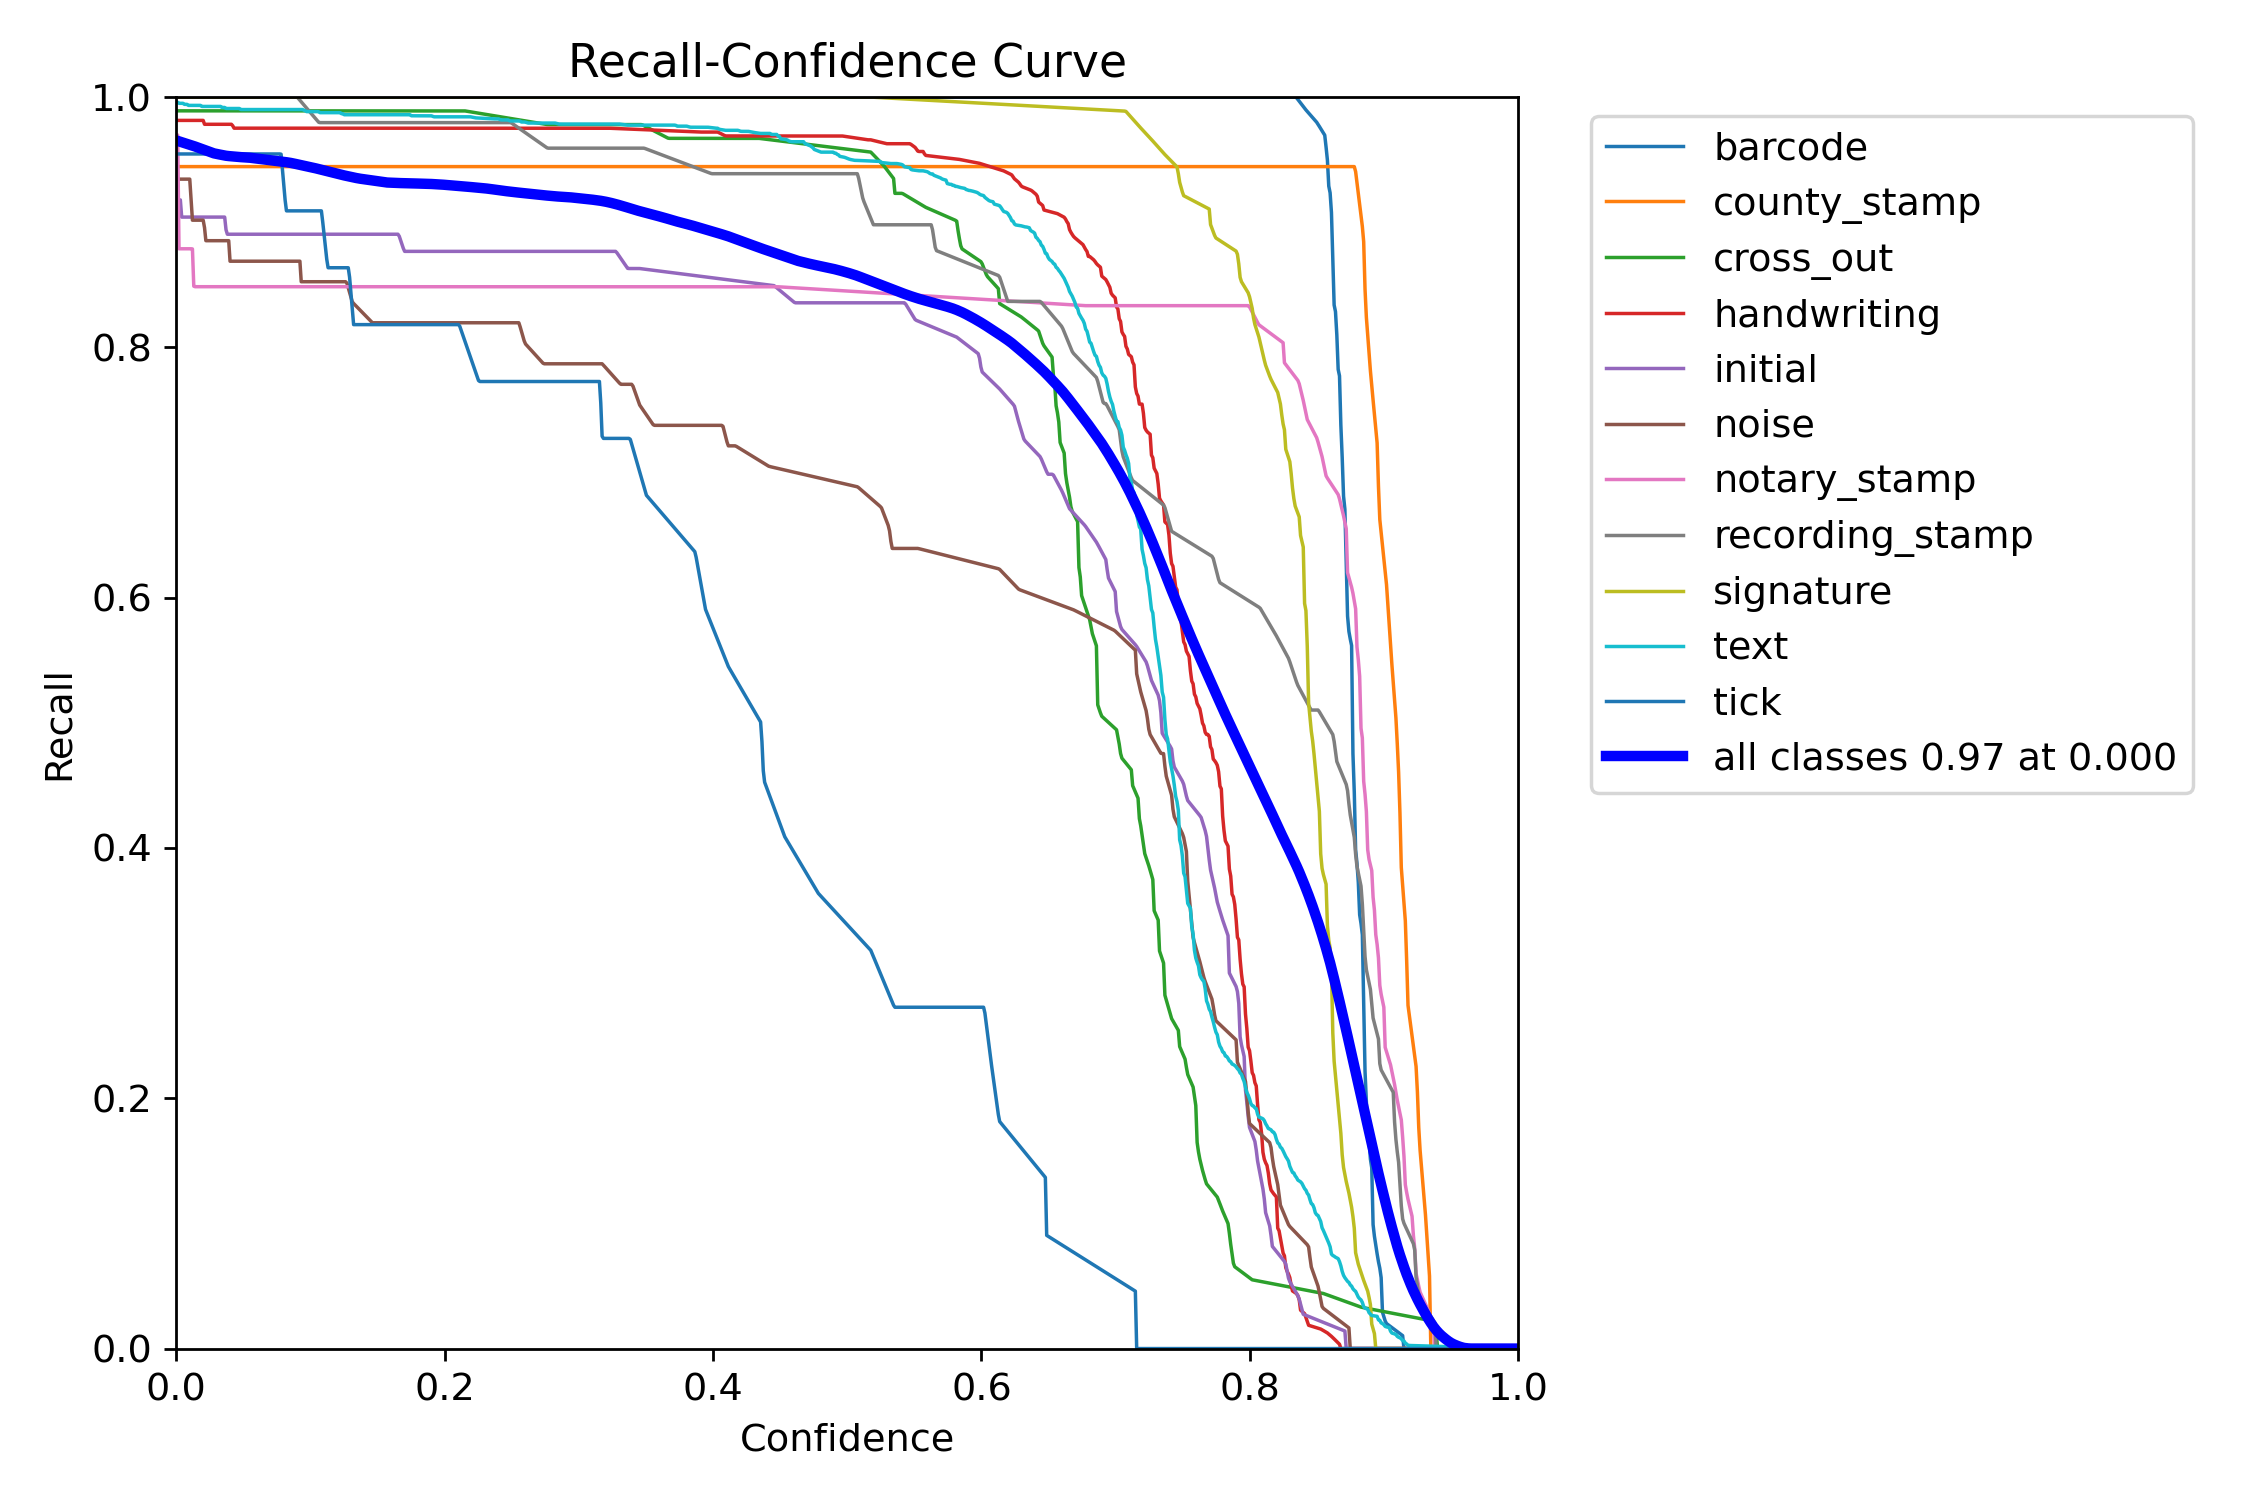 Recall-Confidence Curve
1.0
0.8
0.6
0.4
0.2
0.0
Recall
0.0 0.2 0.4 0.6 0.8 1.0
Confidence
barcode
county_stamp
cross_out
handwriting
initial
noise
notary_stamp
recording_stamp
signature
text
tick
all classes 0.97 at 0.000